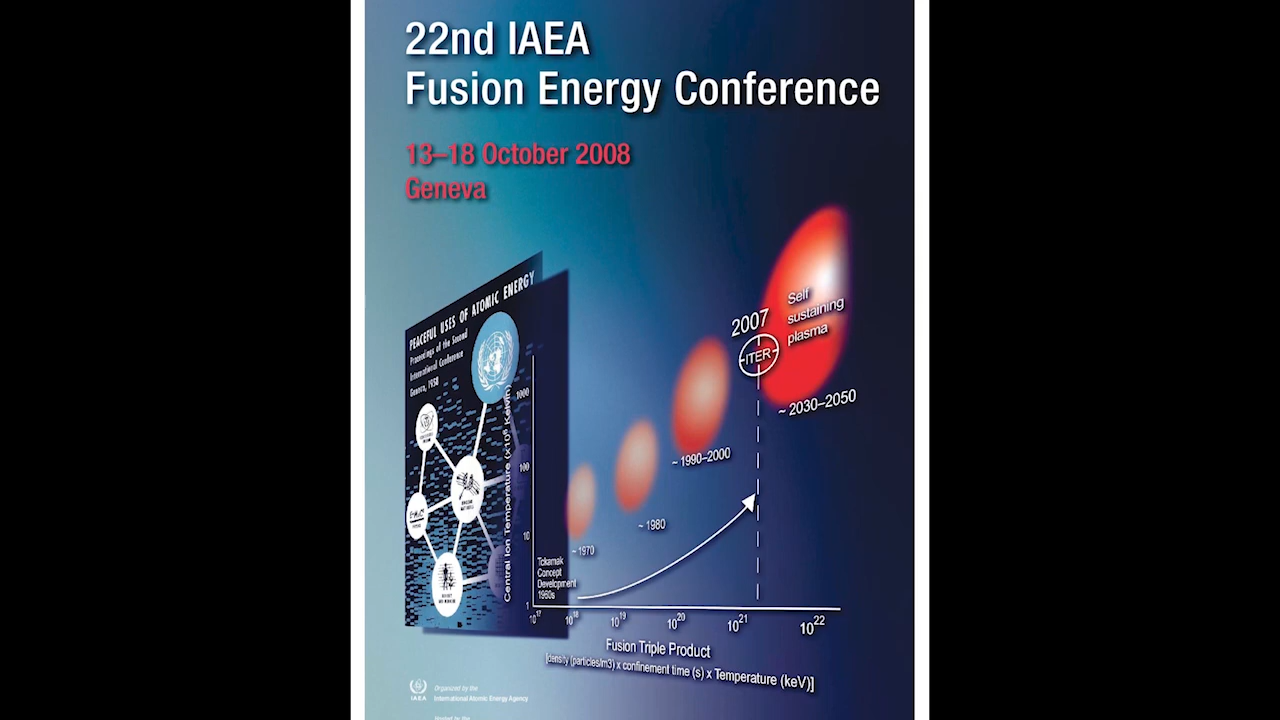 22nd IAEA
Fusion Energy Conference
13–18 October 2008
Geneva
PEACEFUL USES OF ATOMIC ENERGY
Proceedings of the Second
International Conference
Geneva, 1958
Central Ion Temperature (x10⁶ Kelvin)
1000
100
10
1
Tokamak
Concept
Development
1960s
~ 1970
~ 1980
~ 1990–2000
2007
ITER
Self
sustaining
plasma
~ 2030–2050
10¹⁷
10¹⁸
10¹⁹
10²⁰
10²¹
10²²
Fusion Triple Product
[density (particles/m3) x confinement time (s) x Temperature (keV)]
IAEA
Organized by the
International Atomic Energy Agency
Hosted by the